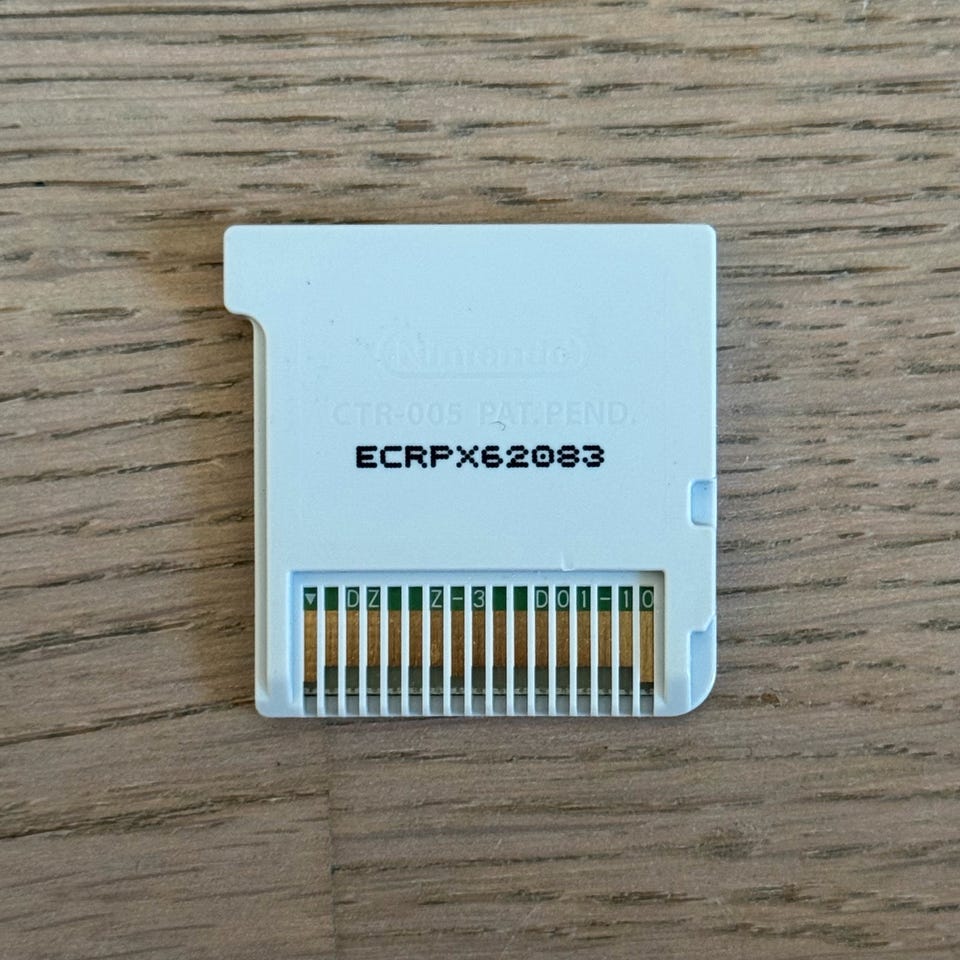 Nintendo
CTR-005 PAT.PEND.
ECRPX62083
▼ DZ Z-3 D01-10